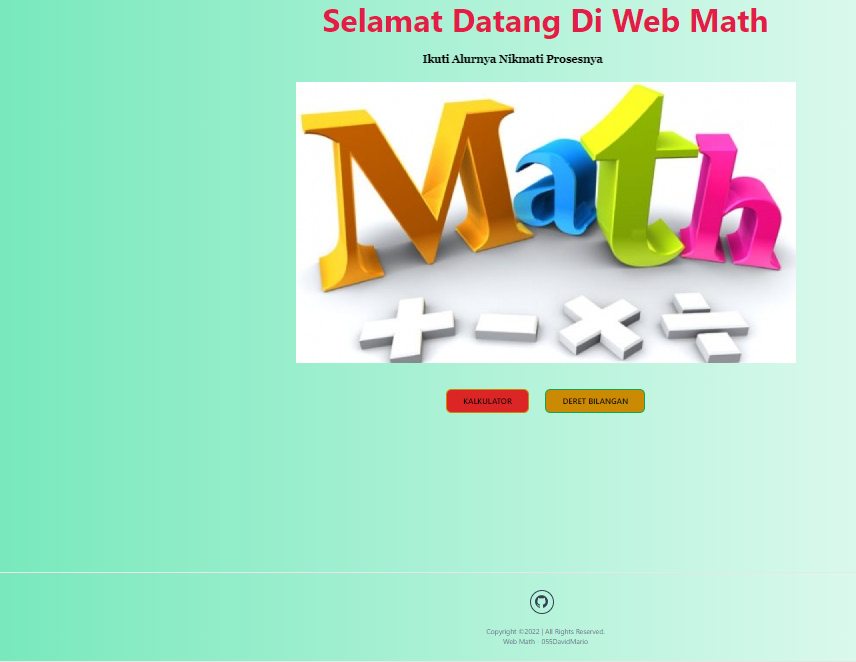 Selamat Datang Di Web Math
Ikuti Alurnya Nikmati Prosesnya
Math
+ - × ÷
KALKULATOR
DERET BILANGAN
Copyright ©2022 | All Rights Reserved.
Web Math - 055DavidMario